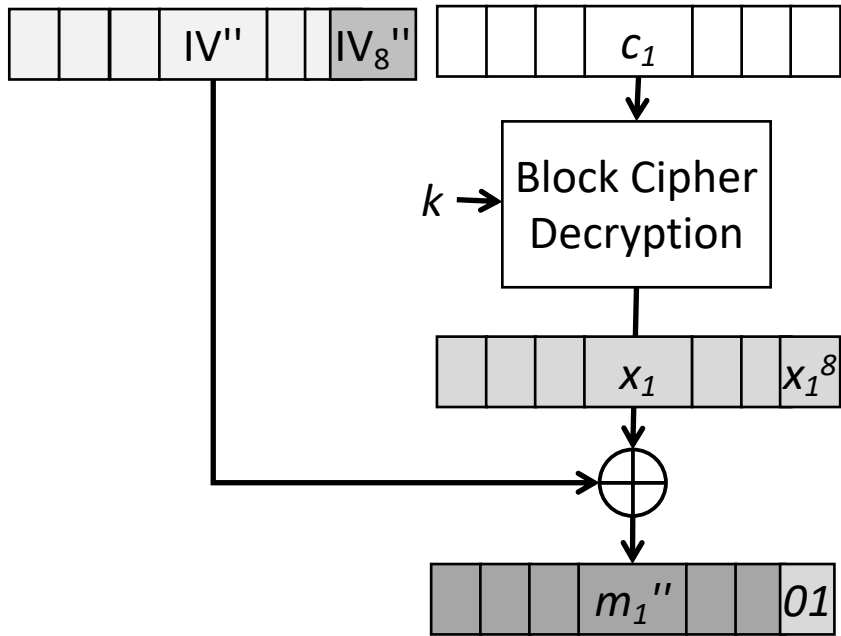 IV'' IV₈'' c₁
k Block Cipher
Decryption
x₁ x₁⁸
m₁'' 01